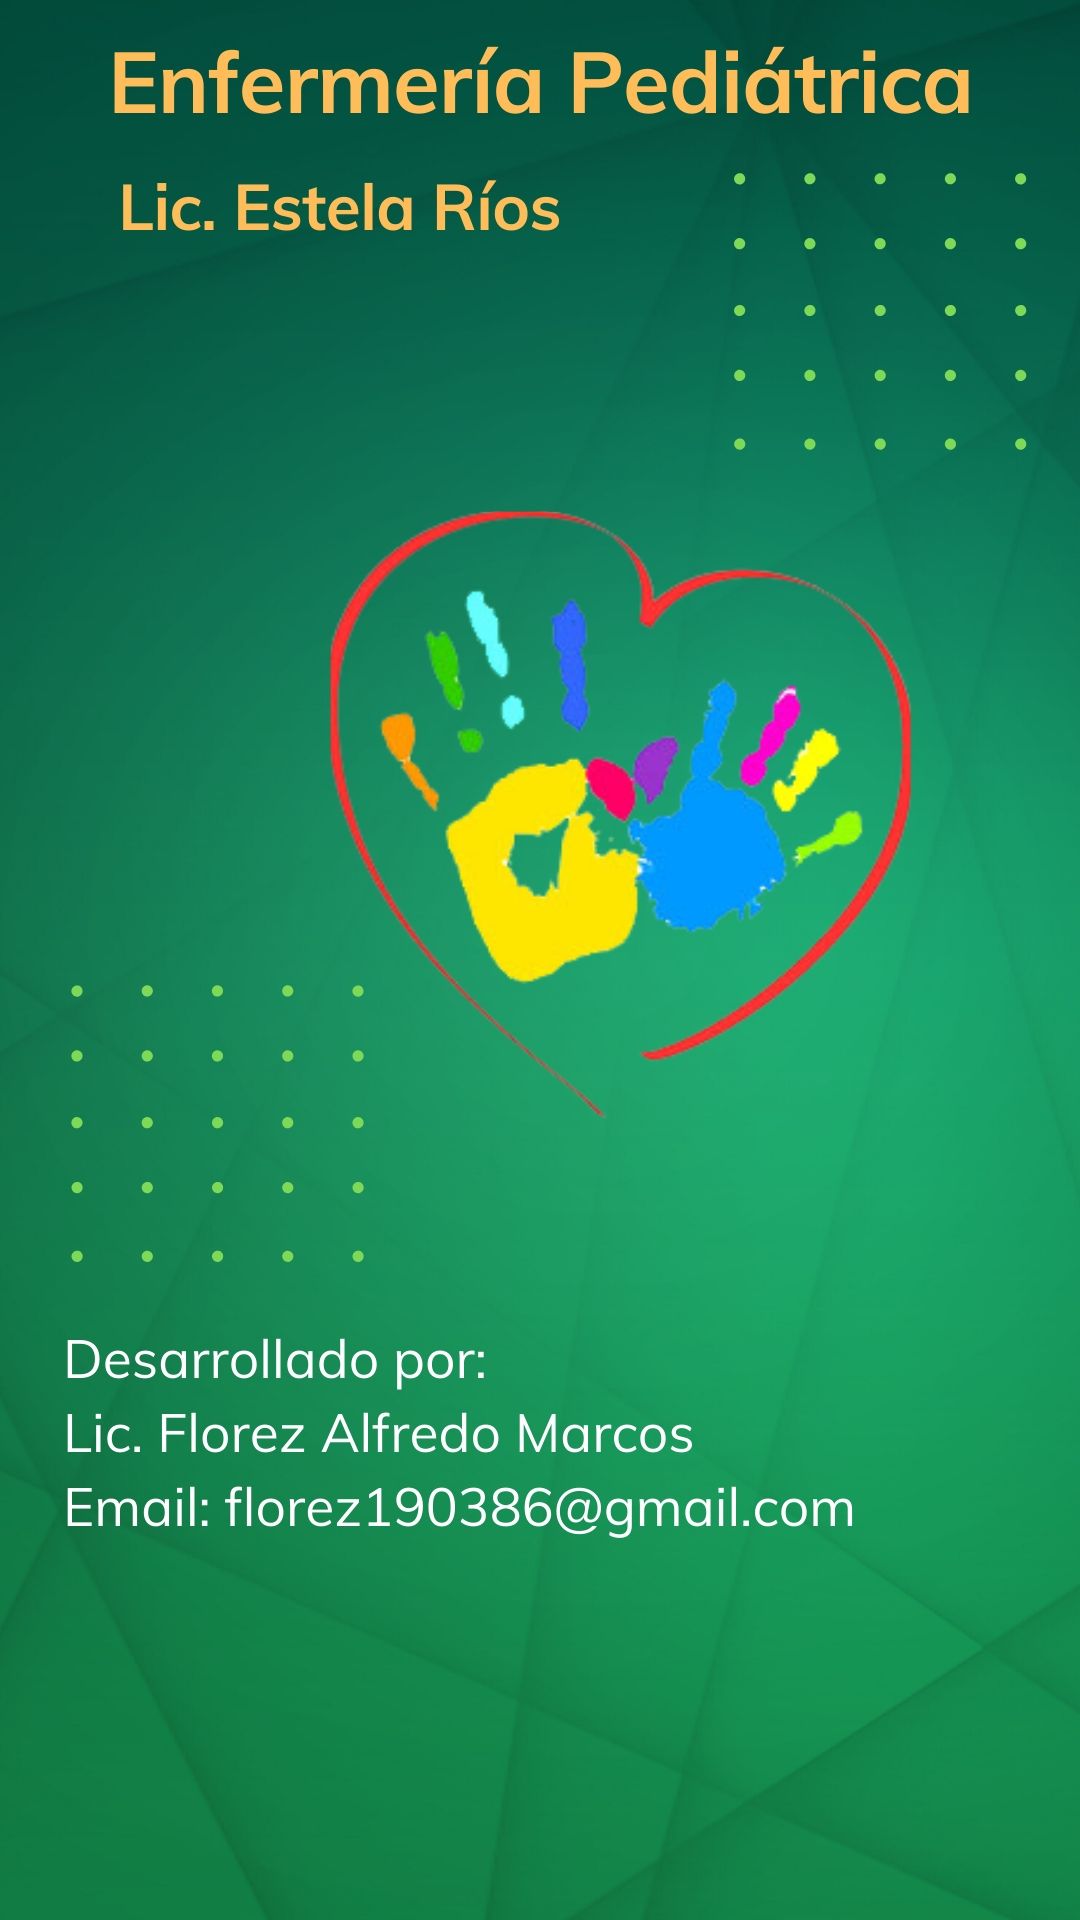 Enfermería Pediátrica
Lic. Estela Ríos
Desarrollado por:
Lic. Florez Alfredo Marcos
Email: florez190386@gmail.com